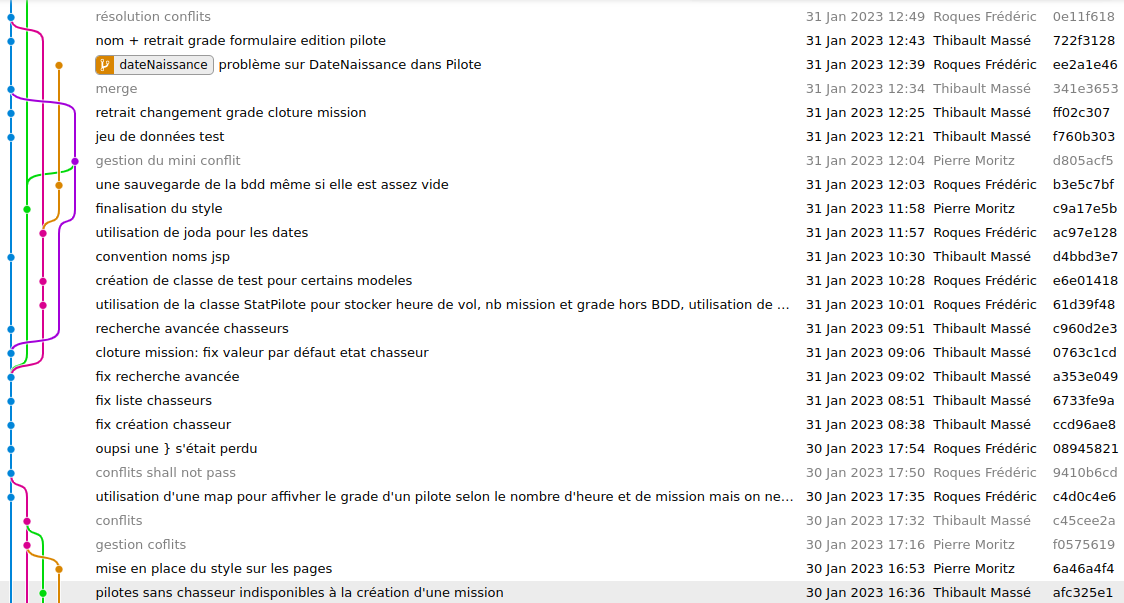 résolution conflits 31 Jan 2023 12:49 Roques Frédéric 0e11f618
nom + retrait grade formulaire edition pilote 31 Jan 2023 12:43 Thibault Massé 722f3128
dateNaissance problème sur DateNaissance dans Pilote 31 Jan 2023 12:39 Roques Frédéric ee2a1e46
merge 31 Jan 2023 12:34 Thibault Massé 341e3653
retrait changement grade cloture mission 31 Jan 2023 12:25 Thibault Massé ff02c307
jeu de données test 31 Jan 2023 12:21 Thibault Massé f760b303
gestion du mini conflit 31 Jan 2023 12:04 Pierre Moritz d805acf5
une sauvegarde de la bdd même si elle est assez vide 31 Jan 2023 12:03 Roques Frédéric b3e5c7bf
finalisation du style 31 Jan 2023 11:58 Pierre Moritz c9a17e5b
utilisation de joda pour les dates 31 Jan 2023 11:57 Roques Frédéric ac97e128
convention noms jsp 31 Jan 2023 10:30 Thibault Massé d4bbd3e7
création de classe de test pour certains modeles 31 Jan 2023 10:28 Roques Frédéric e6e01418
utilisation de la classe StatPilote pour stocker heure de vol, nb mission et grade hors BDD, utilisation de ... 31 Jan 2023 10:01 Roques Frédéric 61d39f48
recherche avancée chasseurs 31 Jan 2023 09:51 Thibault Massé c960d2e3
cloture mission: fix valeur par défaut etat chasseur 31 Jan 2023 09:06 Thibault Massé 0763c1cd
fix recherche avancée 31 Jan 2023 09:02 Thibault Massé a353e049
fix liste chasseurs 31 Jan 2023 08:51 Thibault Massé 6733fe9a
fix création chasseur 31 Jan 2023 08:38 Thibault Massé ccd96ae8
oupsi une } s'était perdu 30 Jan 2023 17:54 Roques Frédéric 08945821
conflits shall not pass 30 Jan 2023 17:50 Roques Frédéric 9410b6cd
utilisation d'une map pour affivher le grade d'un pilote selon le nombre d'heure et de mission mais on ne... 30 Jan 2023 17:35 Roques Frédéric c4d0c4e6
conflits 30 Jan 2023 17:32 Thibault Massé c45cee2a
gestion coflits 30 Jan 2023 17:16 Pierre Moritz f0575619
mise en place du style sur les pages 30 Jan 2023 16:53 Pierre Moritz 6a46a4f4
pilotes sans chasseur indisponibles à la création d'une mission 30 Jan 2023 16:36 Thibault Massé afc325e1